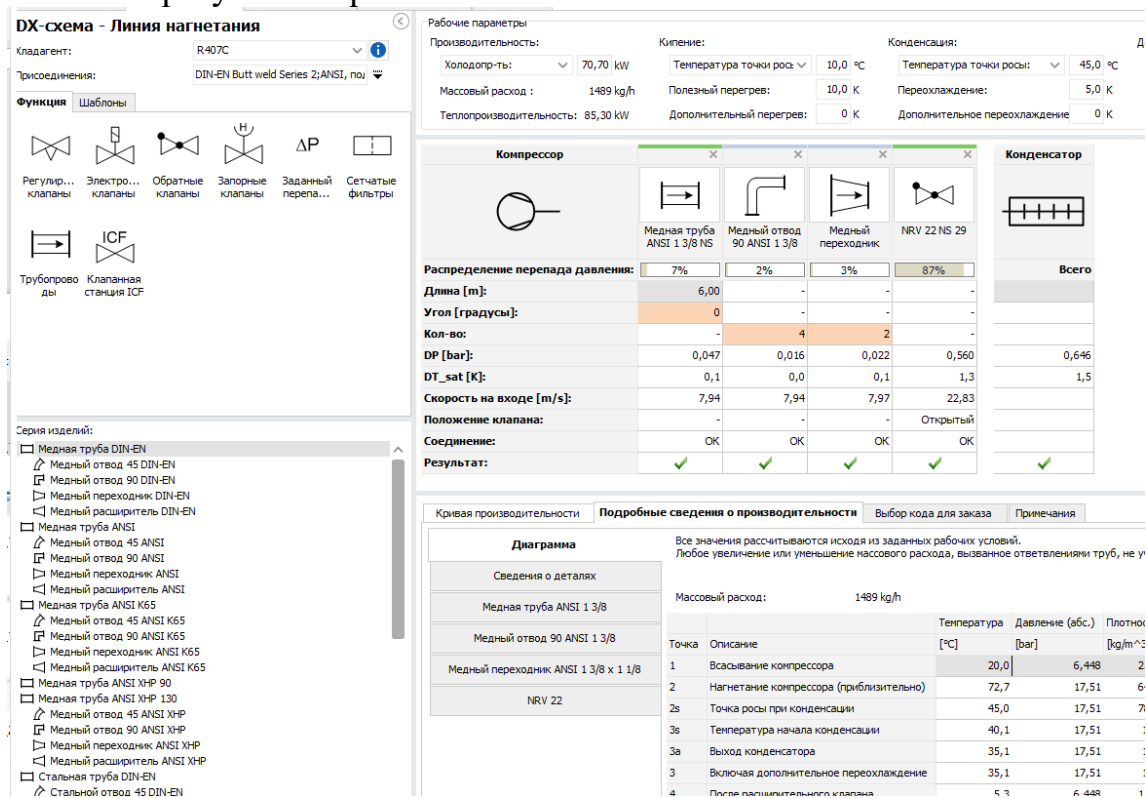 DX-схема - Линия нагнетания
Хладагент: R407C
Присоединения: DIN-EN Butt weld Series 2;ANSI, под
Функция Шаблоны
Регулир... клапаны
Электро... клапаны
Обратные клапаны
Запорные клапаны
ΔP
Заданный перепа...
Сетчатые фильтры
Трубопрово ды
ICF
Клапанная станция ICF
Серия изделий:
Медная труба DIN-EN
Медный отвод 45 DIN-EN
Медный отвод 90 DIN-EN
Медный переходник DIN-EN
Медный расширитель DIN-EN
Медная труба ANSI
Медный отвод 45 ANSI
Медный отвод 90 ANSI
Медный переходник ANSI
Медный расширитель ANSI
Медная труба ANSI K65
Медный отвод 45 ANSI K65
Медный отвод 90 ANSI K65
Медный переходник ANSI K65
Медный расширитель ANSI K65
Медная труба ANSI XHP 90
Медная труба ANSI XHP 130
Медный отвод 45 ANSI XHP
Медный отвод 90 ANSI XHP
Медный переходник ANSI XHP
Медный расширитель ANSI XHP
Стальная труба DIN-EN
Стальной отвод 45 DIN-EN
Рабочие параметры
Производительность: Кипение: Конденсация:
Холодопр-ть: 70,70 kW Температура точки рось 10,0 °C Температура точки росы: 45,0 °C
Массовый расход : 1489 kg/h Полезный перегрев: 10,0 K Переохлаждение: 5,0 K
Теплопроизводительность: 85,30 kW Дополнительный перегрев: 0 K Дополнительное переохлаждение 0 K
Компрессор Конденсатор
H
Медная труба ANSI 1 3/8 NS
Медный отвод 90 ANSI 1 3/8
Медный переходник
NRV 22 NS 29
Распределение перепада давления: 7% 2% 3% 87% Всего
Длина [m]: 6,00 - - -
Угол [градусы]: 0 - - -
Кол-во: - 4 2 -
DP [bar]: 0,047 0,016 0,022 0,560 0,646
DT_sat [K]: 0,1 0,0 0,1 1,3 1,5
Скорость на входе [m/s]: 7,94 7,94 7,97 22,83
Положение клапана: - - - Открытый
Соединение: OK OK OK OK
Результат:
Кривая производительности Подробные сведения о производительности Выбор кода для заказа Примечания
Диаграмма
Сведения о деталях
Медная труба ANSI 1 3/8
Медный отвод 90 ANSI 1 3/8
Медный переходник ANSI 1 3/8 x 1 1/8
NRV 22
Все значения рассчитываются исходя из заданных рабочих условий.
Любое увеличение или уменьшение массового расхода, вызванное ответвлениями труб, не
Массовый расход: 1489 kg/h
Температура Давление (абс.)
Точка Описание [°C] [bar] [kg/m^3
1 Всасывание компрессора 20,0 6,448
2 Нагнетание компрессора (приблизительно) 72,7 17,51
2s Точка росы при конденсации 45,0 17,51
3s Температура начала конденсации 40,1 17,51
3a Выход конденсатора 35,1 17,51
3 Включая дополнительное переохлаждение 35,1 17,51
4 После расширительного клапана 5,3 6,448